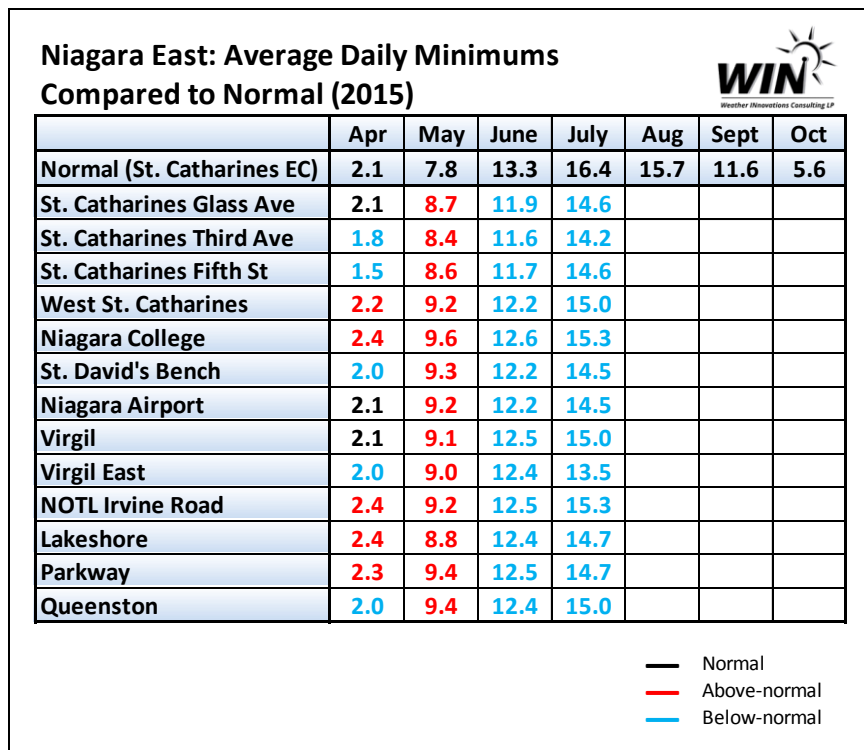 Niagara East: Average Daily Minimums
Compared to Normal (2015)
WIN
Weather INnovations Consulting LP
Apr May June July Aug Sept Oct
Normal (St. Catharines EC) 2.1 7.8 13.3 16.4 15.7 11.6 5.6
St. Catharines Glass Ave 2.1 8.7 11.9 14.6
St. Catharines Third Ave 1.8 8.4 11.6 14.2
St. Catharines Fifth St 1.5 8.6 11.7 14.6
West St. Catharines 2.2 9.2 12.2 15.0
Niagara College 2.4 9.6 12.6 15.3
St. David's Bench 2.0 9.3 12.2 14.5
Niagara Airport 2.1 9.2 12.2 14.5
Virgil 2.1 9.1 12.5 15.0
Virgil East 2.0 9.0 12.4 13.5
NOTL Irvine Road 2.4 9.2 12.5 15.3
Lakeshore 2.4 8.8 12.4 14.7
Parkway 2.3 9.4 12.5 14.7
Queenston 2.0 9.4 12.4 15.0
Normal
Above-normal
Below-normal